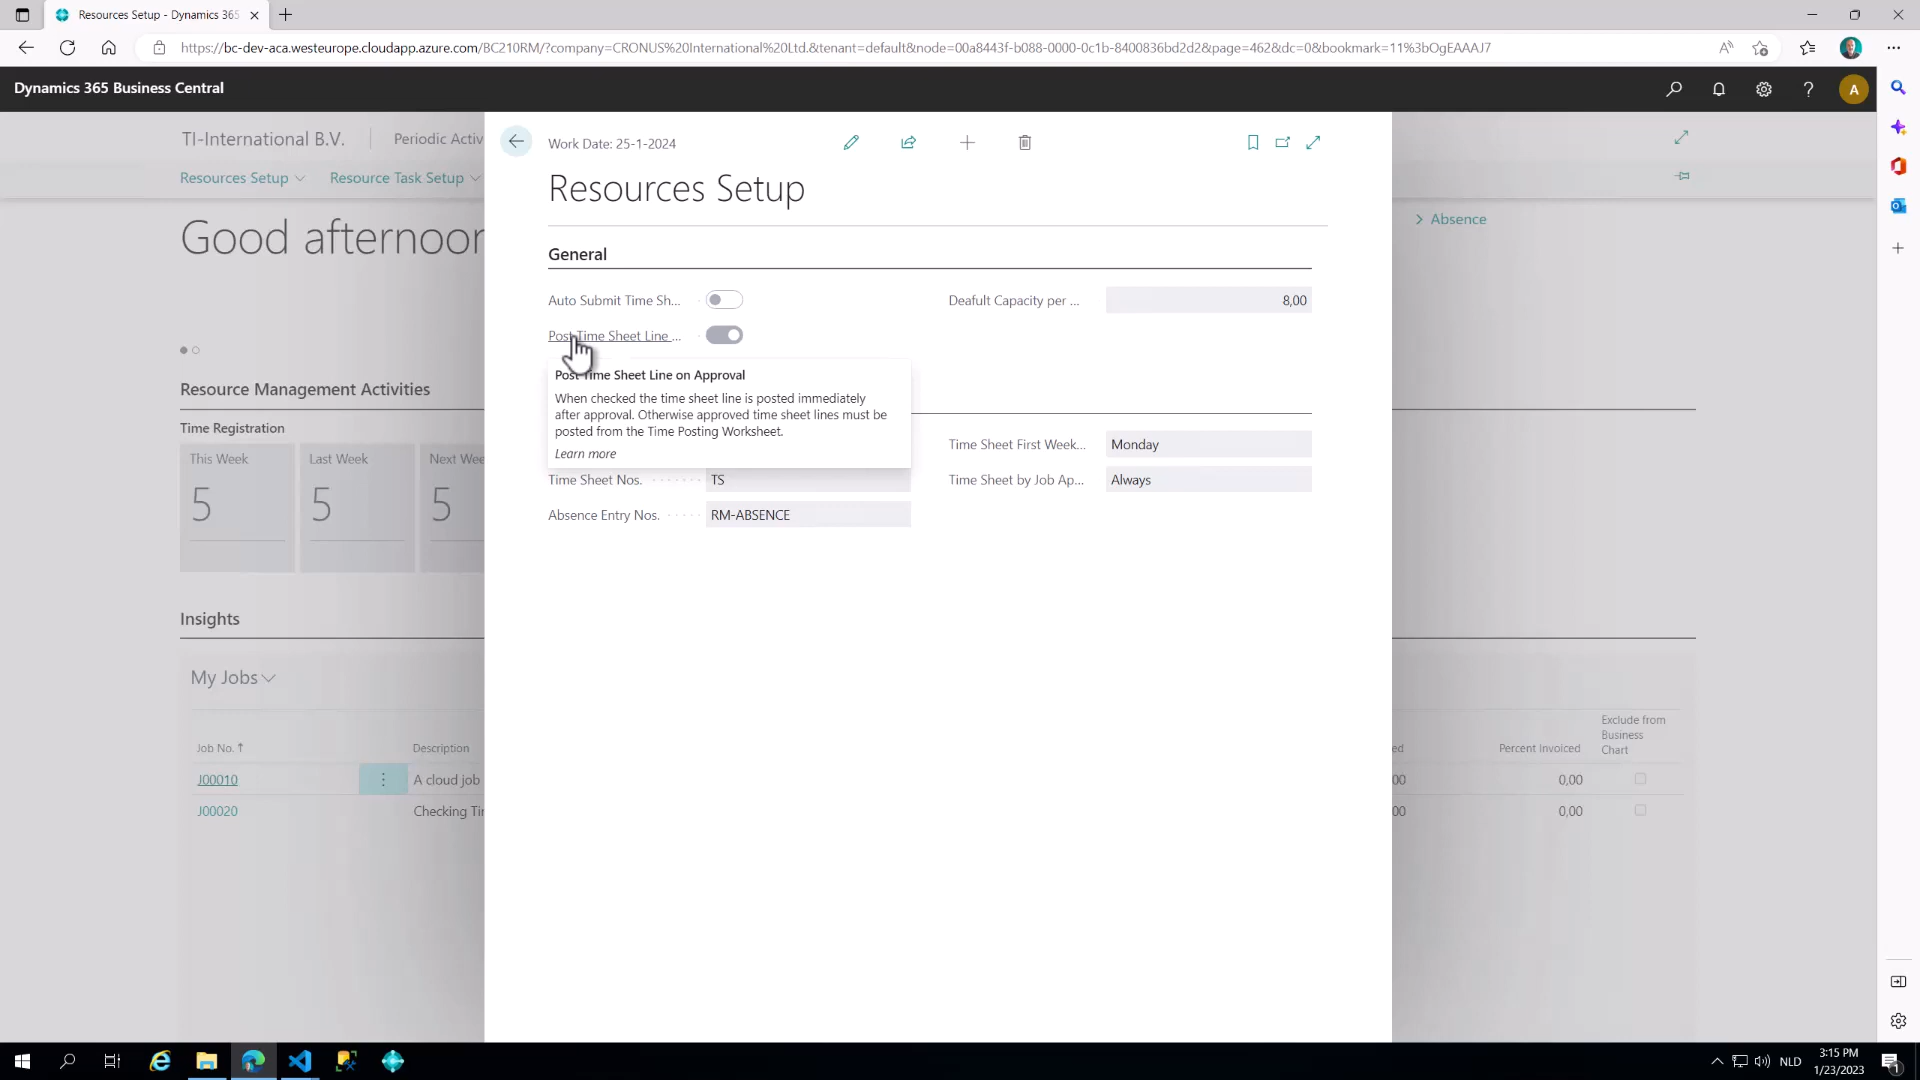 Resources Setup - Dynamics 365
https://bc-dev-aca.westeurope.cloudapp.azure.com/BC210RM/?company=CRONUS%20International%20Ltd.&tenant=default&node=00a8443f-b088-0000-0c1b-8400836bd2d2&page=462&dc=0&bookmark=11%3bOgEAAAJ7
Dynamics 365 Business Central
A
TI-International B.V.
Periodic Activ
Work Date: 25-1-2024
Resources Setup
Resource Task Setup
Resources Setup
Absence
Good afternoon
General
Auto Submit Time Sh...
Deafult Capacity per ...
8,00
Post Time Sheet Line ...
Post Time Sheet Line on Approval
When checked the time sheet line is posted immediately
after approval. Otherwise approved time sheet lines must be
posted from the Time Posting Worksheet.
Learn more
Resource Management Activities
Time Registration
This Week
5
Last Week
5
Next Wee
5
Time Sheet First Week...
Monday
Time Sheet Nos.
TS
Time Sheet by Job Ap...
Always
Absence Entry Nos.
RM-ABSENCE
Insights
My Jobs
Job No. ↑
Description
ed
Percent Invoiced
Exclude from
Business
Chart
J00010
A cloud job
00
0,00
J00020
Checking Tir
00
0,00
NLD
3:15 PM
1/23/2023
1